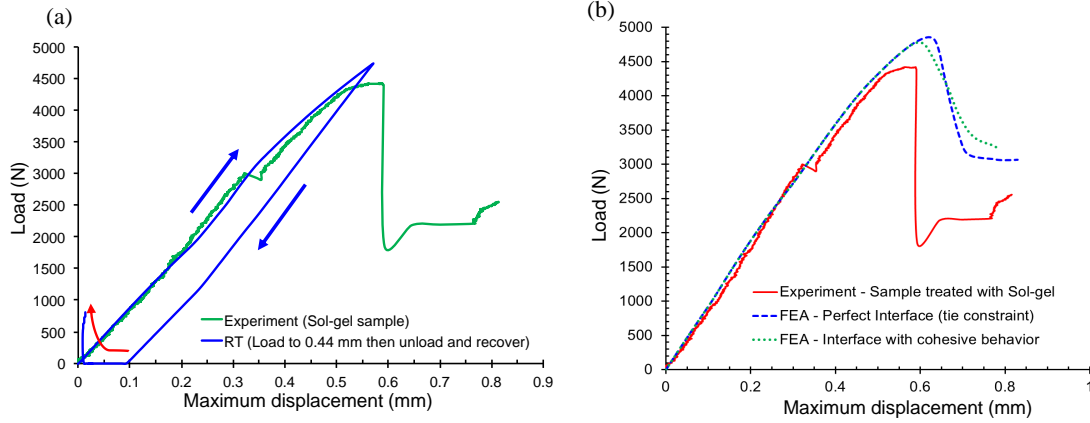 (a)
5000
4500
4000
3500
3000
2500
2000
1500
1000
500
0
Load (N)
Experiment (Sol-gel sample)
RT (Load to 0.44 mm then unload and recover)
0 0.1 0.2 0.3 0.4 0.5 0.6 0.7 0.8 0.9
Maximum displacement (mm)
(b)
5000
4500
4000
3500
3000
2500
2000
1500
1000
500
0
Load (N)
Experiment - Sample treated with Sol-gel
FEA - Perfect Interface (tie constraint)
FEA - Interface with cohesive behavior
0 0.2 0.4 0.6 0.8 1
Maximum displacement (mm)